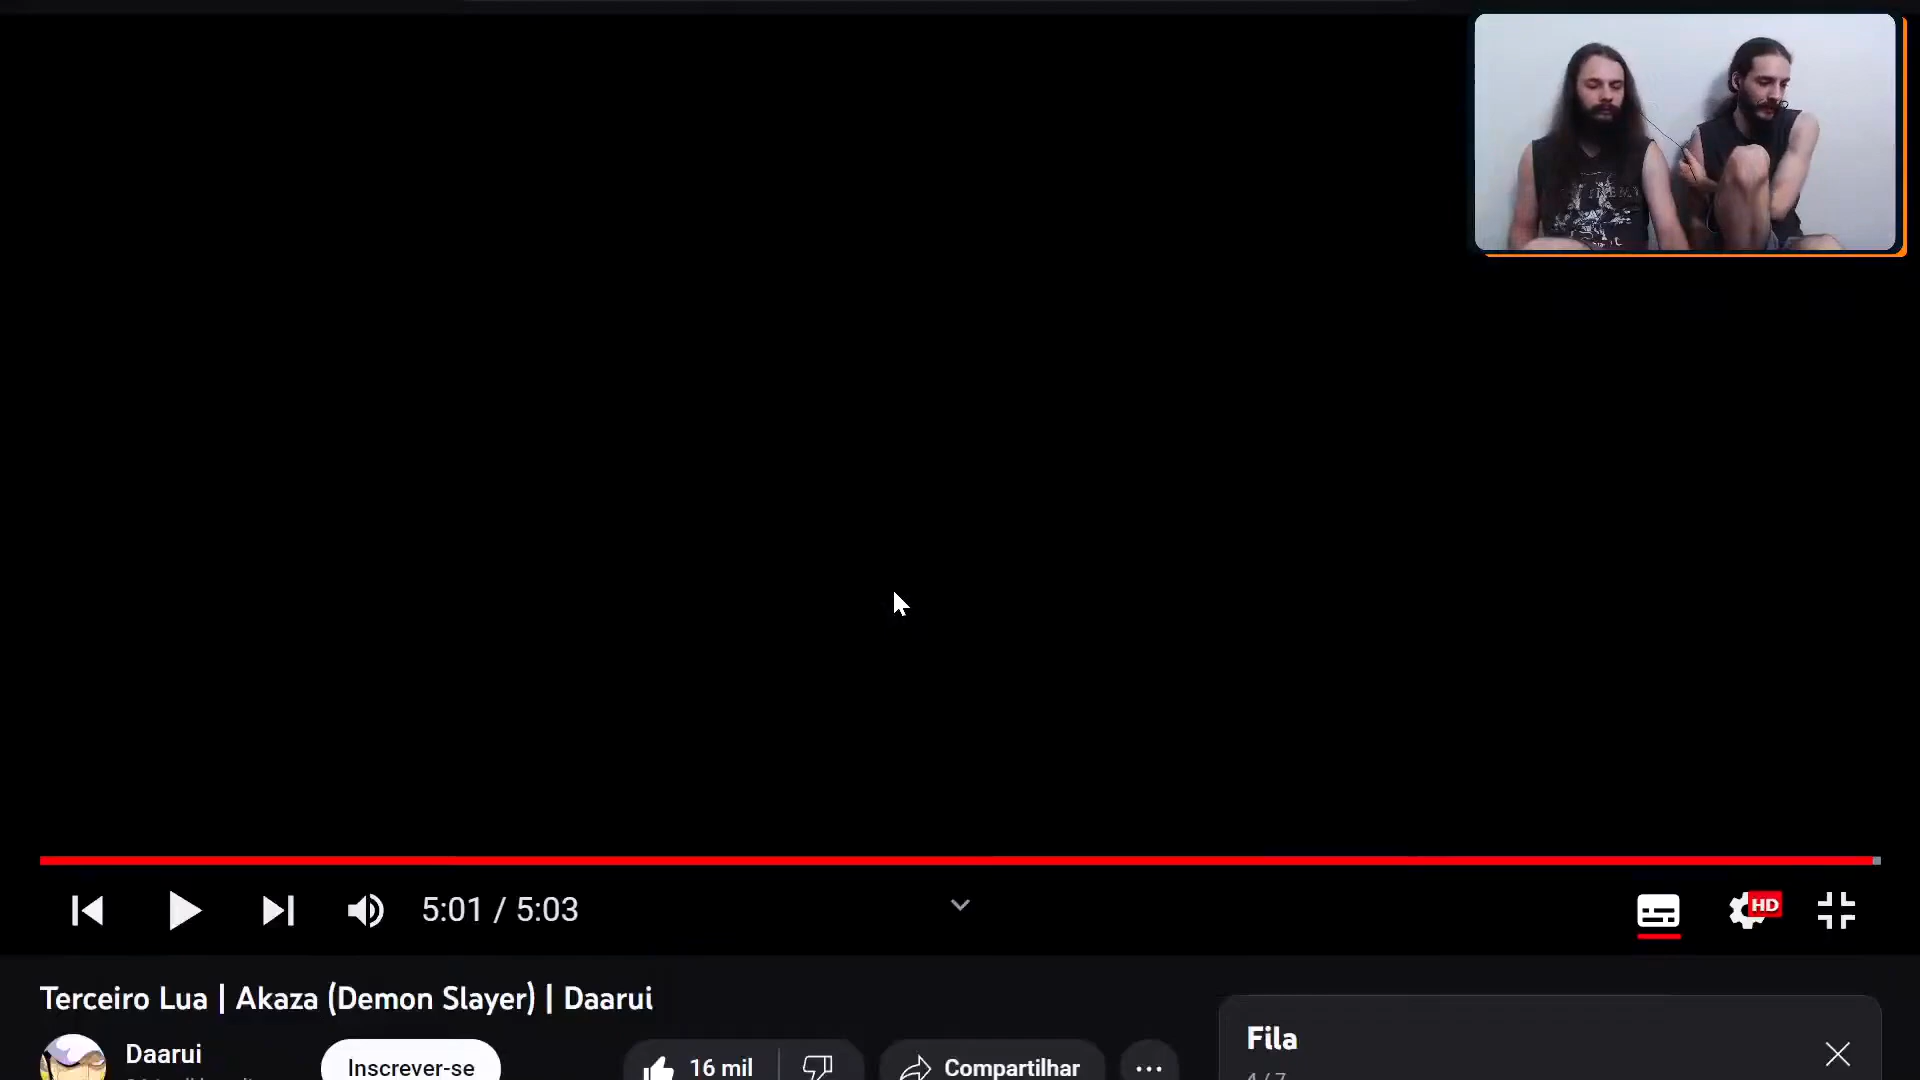 5:01 / 5:03
HD
Terceiro Lua | Akaza (Demon Slayer) | Daarui
Daarui
Inscrever-se
16 mil
Compartilhar
Fila